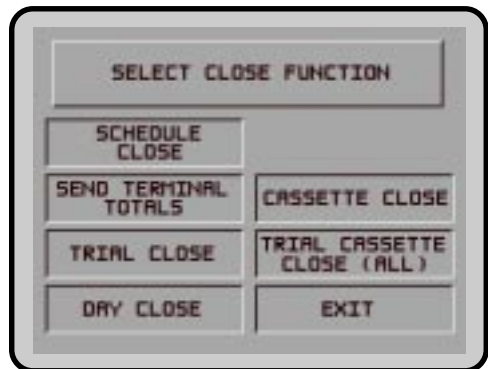 SELECT CLOSE FUNCTION
SCHEDULE
CLOSE
SEND TERMINAL
TOTALS
CASSETTE CLOSE
TRIAL CLOSE
TRIAL CASSETTE
CLOSE (ALL)
DAY CLOSE
EXIT